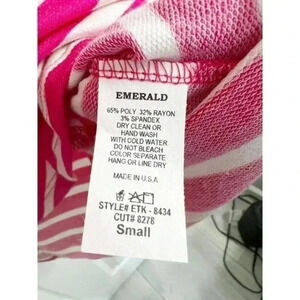 EMERALD
65% POLY 32% RAYON
3% SPANDEX
DRY CLEAN OR
HAND WASH
WITH COLD WATER
DO NOT BLEACH
COLOR SEPARATE
HANG OR LINE DRY
MADE IN U.S.A
STYLE# ETK - 8434
CUT# 8278
Small